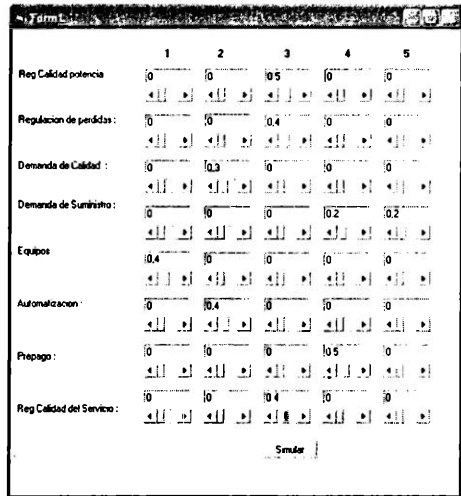 Form1
1 2 3 4 5
Reg Calidad potencia 0 0 0.5 0 0
Regulacion de perdidas : 0 0 0,4 0 0
Demanda de Calidad : 0 0,3 0 0 0
Demanda de Suministro : 0 0 0 0.2 0.2
Equipos 0,4 0 0 0 0
Automatizacion : 0 0,4 0 0 0
Prepago : 0 0 0 0.5 0
Reg Calidad del Servicio : 0 0 0.4 0 0
Simular